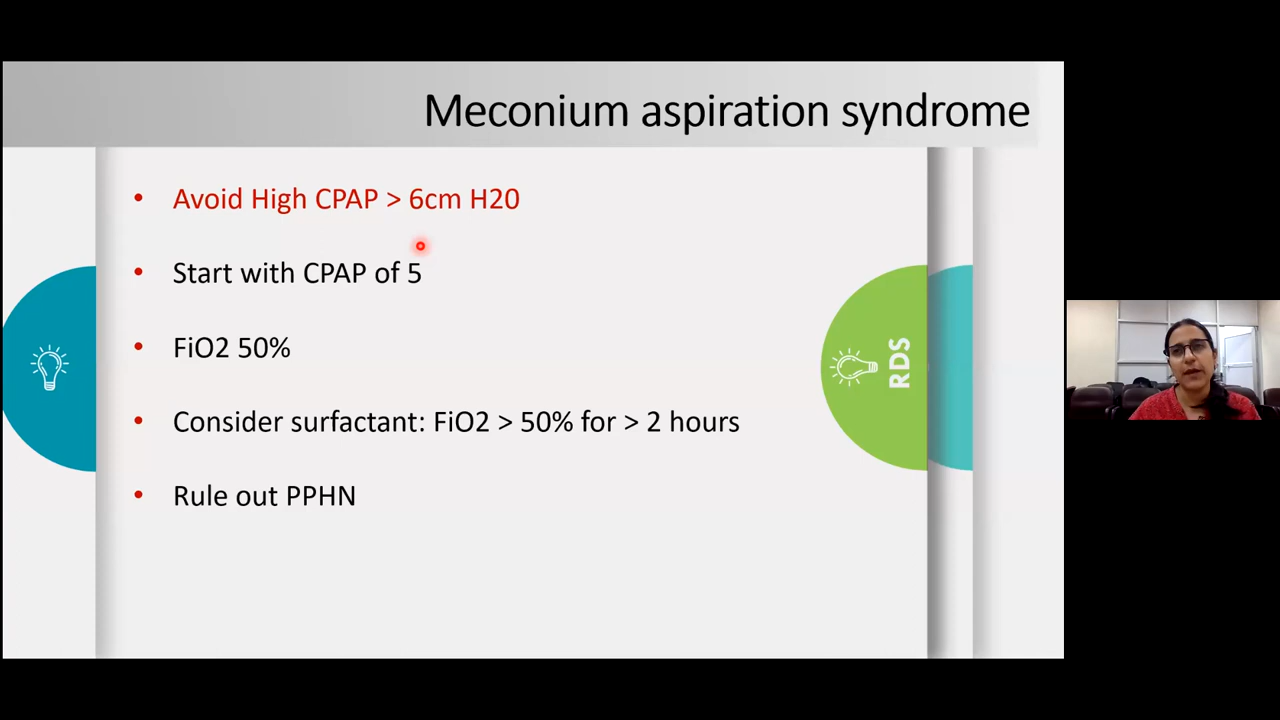 Meconium aspiration syndrome
• Avoid High CPAP > 6cm H20
• Start with CPAP of 5
• FiO2 50%
• Consider surfactant: FiO2 > 50% for > 2 hours
• Rule out PPHN
RDS